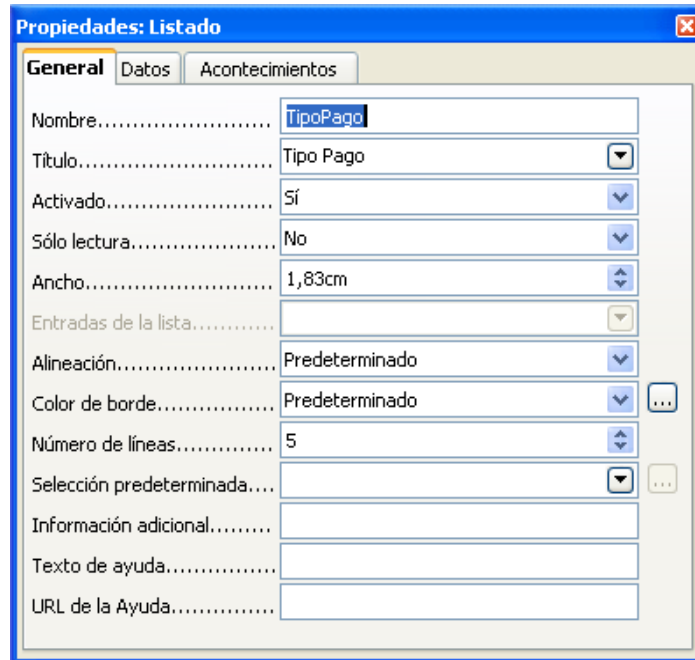 Propiedades: Listado
General Datos Acontecimientos
Nombre......................... TipoPago
Título............................ Tipo Pago
Activado........................ Sí
Sólo lectura..................... No
Ancho........................... 1,83cm
Entradas de la lista............
Alineación....................... Predeterminado
Color de borde................. Predeterminado ...
Número de líneas.............. 5
Selección predeterminada.... ...
Información adicional.........
Texto de ayuda................
URL de la Ayuda...............